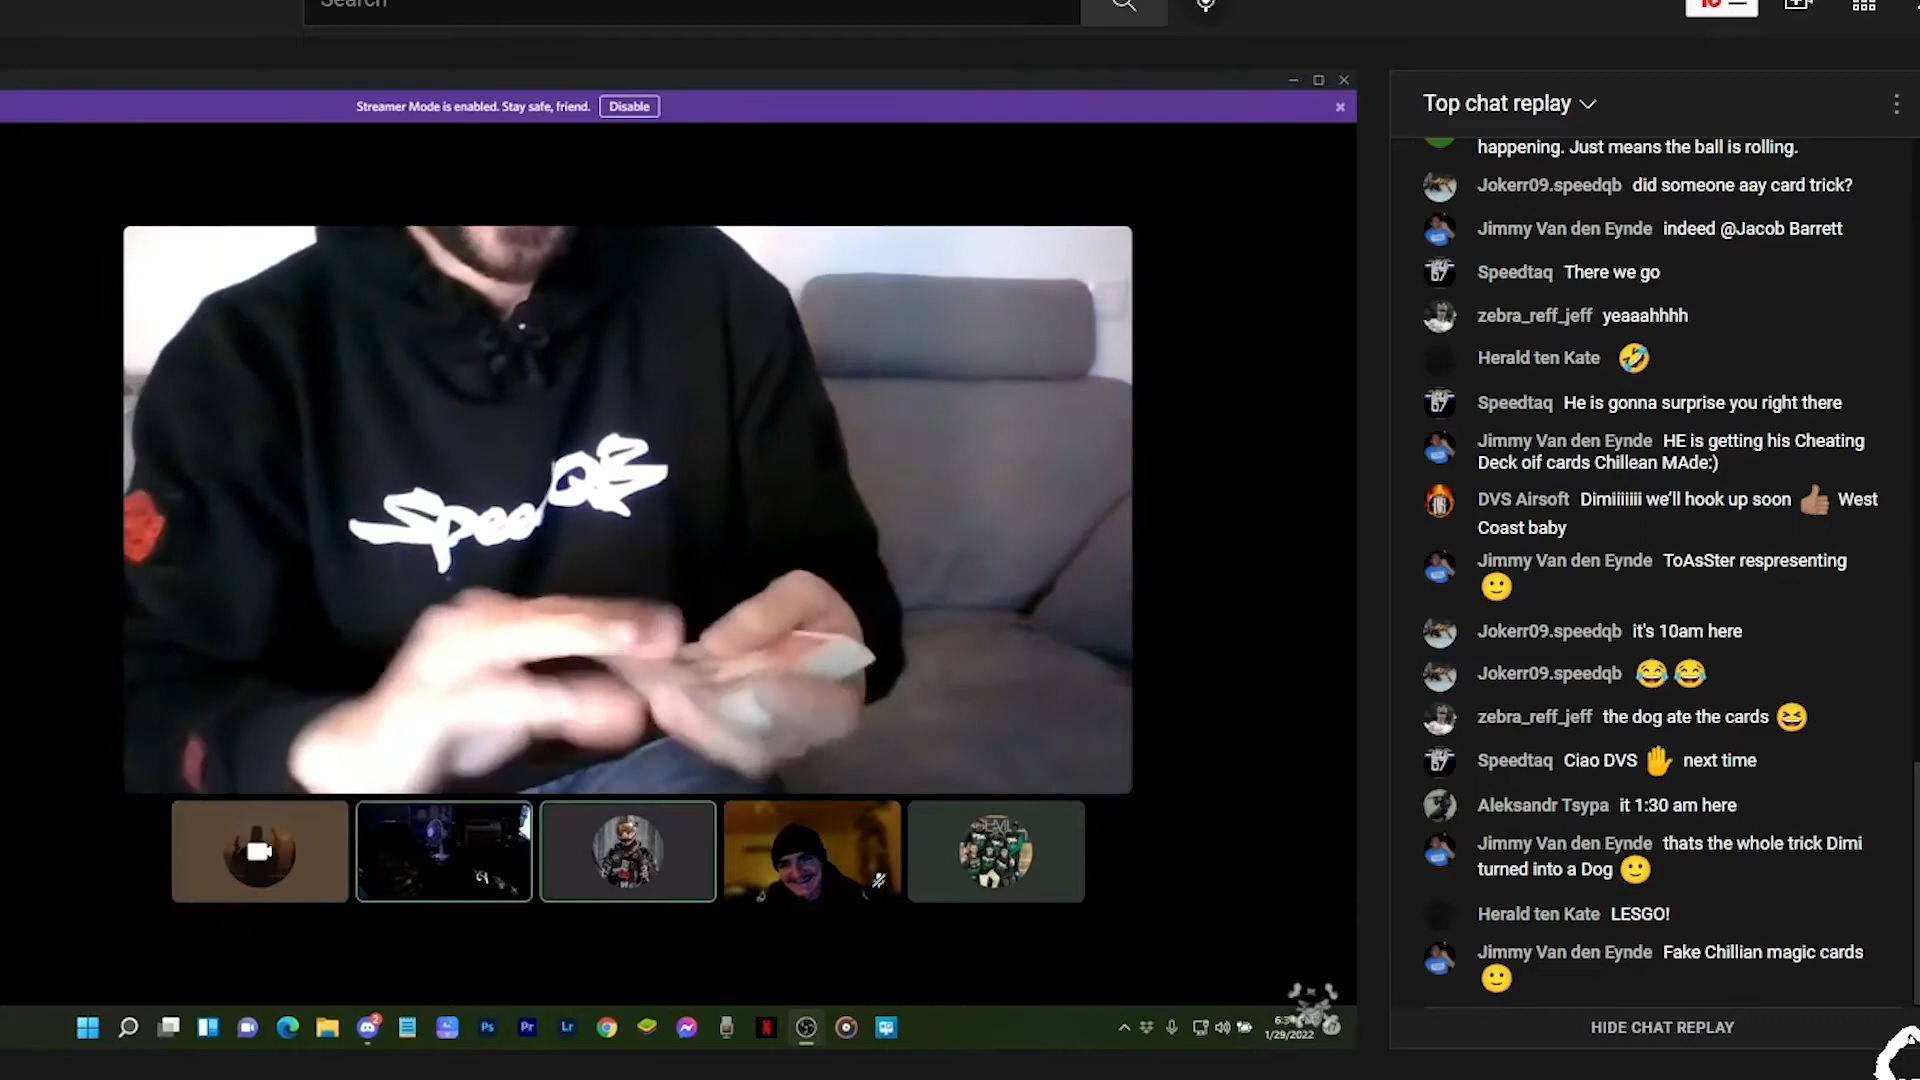 Search
Streamer Mode is enabled. Stay safe, friend. Disable
SpeedQB
Top chat replay
happening. Just means the ball is rolling.
Jokerr09.speedqb did someone aay card trick?
Jimmy Van den Eynde indeed @Jacob Barrett
Speedtaq There we go
zebra_reff_jeff yeaaahhhh
Herald ten Kate 🤣
Speedtaq He is gonna surprise you right there
Jimmy Van den Eynde HE is getting his Cheating
Deck oif cards Chillean MAde:)
DVS Airsoft Dimiiiiiii we'll hook up soon 👍🏽 West
Coast baby
Jimmy Van den Eynde ToAsSter respresenting
🙂
Jokerr09.speedqb it's 10am here
Jokerr09.speedqb 😂😂
zebra_reff_jeff the dog ate the cards 😆
Speedtaq Ciao DVS ✋ next time
Aleksandr Tsypa it 1:30 am here
Jimmy Van den Eynde thats the whole trick Dimi
turned into a Dog 🙂
Herald ten Kate LESGO!
Jimmy Van den Eynde Fake Chillian magic cards
🙂
HIDE CHAT REPLAY
2
Ps
Pr
Lr
1/29/2022